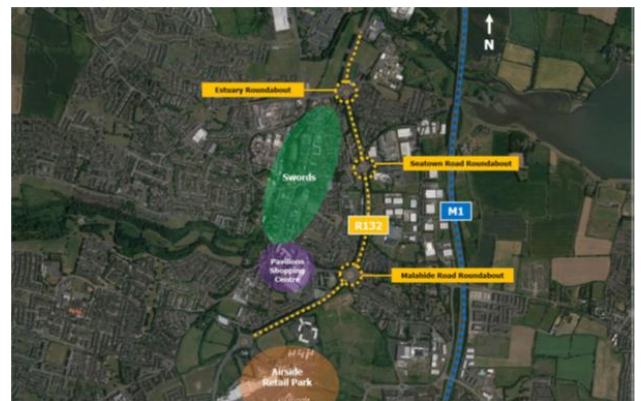 N
Estuary Roundabout
Seatown Road Roundabout
Swords
M1
R132
Pavilions
Shopping
Centre
Malahide Road Roundabout
Airside
Retail Park